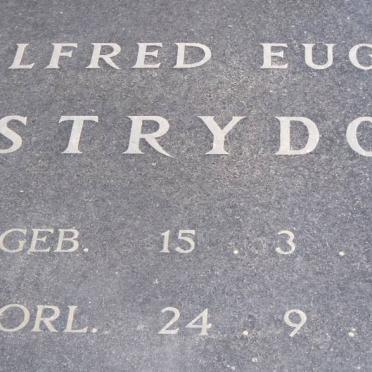 LFRED EUG
STRYDO
GEB. 15 . 3 .
ORL. 24 . 9 .